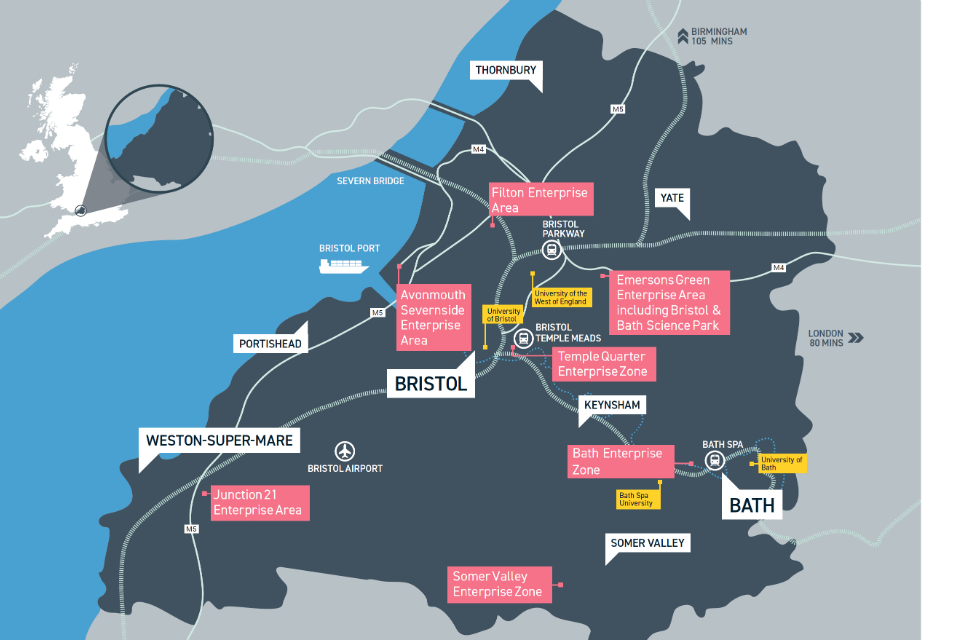 BIRMINGHAM
105 MINS
THORNBURY
M5
M4
SEVERN BRIDGE
Filton Enterprise
Area
YATE
BRISTOL
PARKWAY
BRISTOL PORT
M4
Emersons Green
Enterprise Area
including Bristol &
Bath Science Park
Avonmouth
Severnside
Enterprise
Area
University of the
West of England
University
of Bristol
M5
BRISTOL
TEMPLE MEADS
LONDON
80 MINS
PORTISHEAD
Temple Quarter
Enterprise Zone
BRISTOL
KEYNSHAM
WESTON-SUPER-MARE
BATH SPA
Bath Enterprise
Zone
University of
Bath
BRISTOL AIRPORT
Junction 21
Enterprise Area
Bath Spa
University
BATH
M5
SOMER VALLEY
Somer Valley
Enterprise Zone